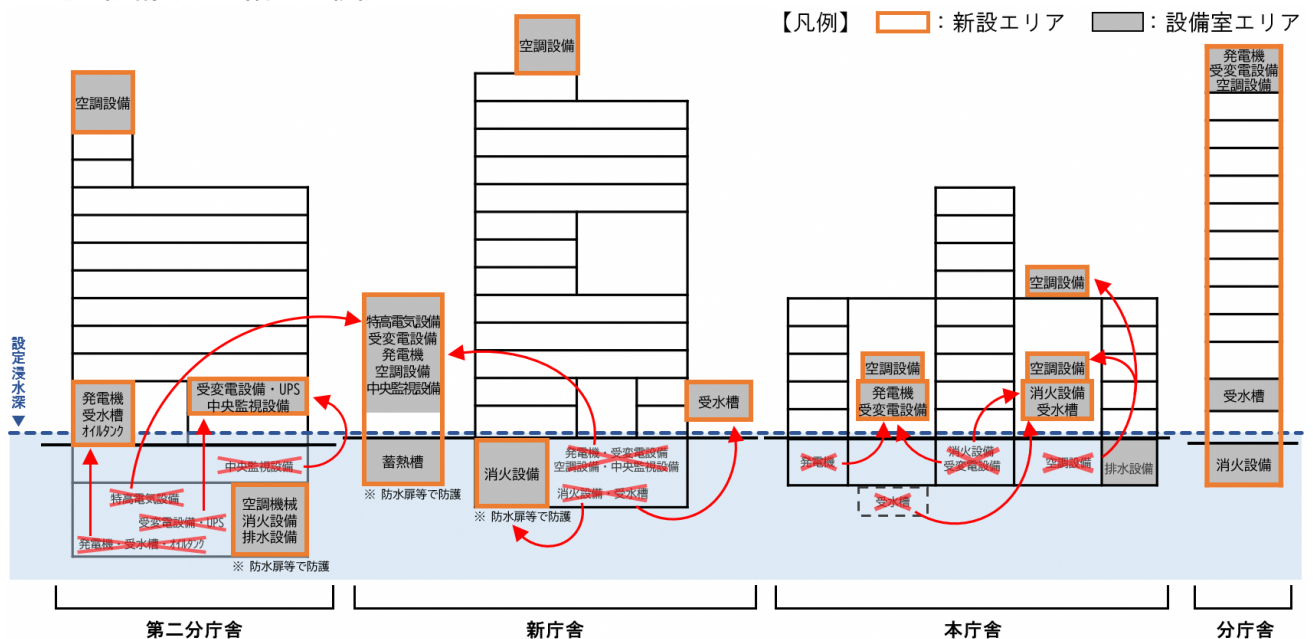 【凡例】 ：新設エリア ：設備室エリア
空調設備
発電機
受水槽
ｵｲﾙﾀﾝｸ
受変電設備・UPS
中央監視設備
中央監視設備
特高電気設備
受変電設備・UPS
発電機・受水槽・ｵｲﾙﾀﾝｸ
空調機械
消火設備
排水設備
※ 防水扉等で防護
設定浸水深
第二分庁舎
空調設備
特高電気設備
受変電設備
発電機
空調設備
中央監視設備
蓄熱槽
※ 防水扉等で防護
消火設備
※ 防水扉等で防護
発電機・受変電設備
空調設備・中央監視設備
消火設備・受水槽
受水槽
新庁舎
空調設備
空調設備
発電機
受変電設備
空調設備
消火設備
受水槽
発電機
消火設備
受変電設備
空調設備
排水設備
受水槽
本庁舎
発電機
受変電設備
空調設備
受水槽
消火設備
分庁舎